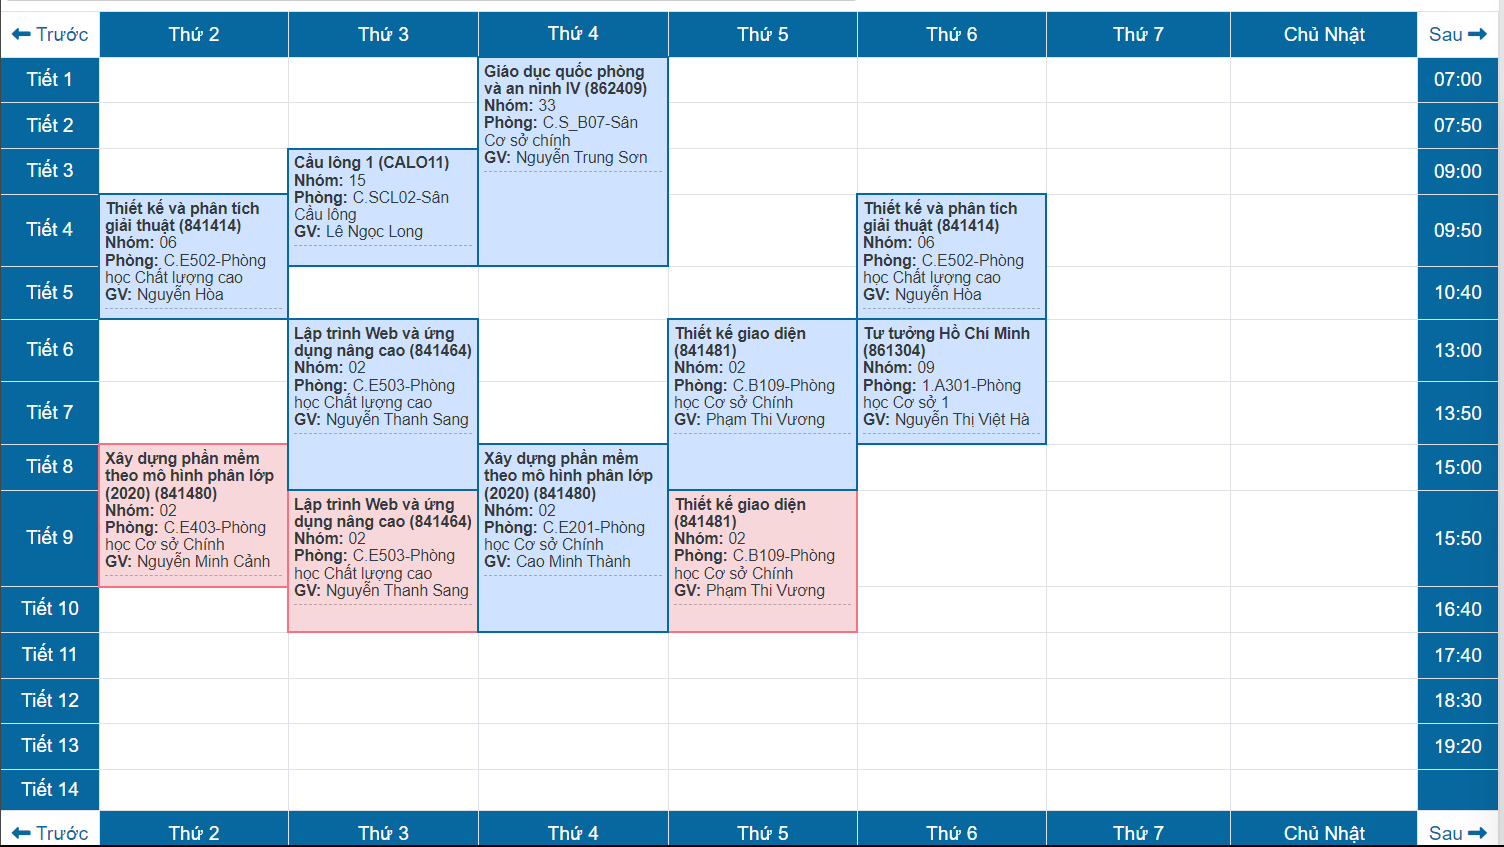 Trước
Thứ 2
Thứ 3
Thứ 4
Thứ 5
Thứ 6
Thứ 7
Chủ Nhật
Sau
Tiết 1
07:00
Tiết 2
07:50
Tiết 3
09:00
Tiết 4
09:50
Tiết 5
10:40
Tiết 6
13:00
Tiết 7
13:50
Tiết 8
15:00
Tiết 9
15:50
Tiết 10
16:40
Tiết 11
17:40
Tiết 12
18:30
Tiết 13
19:20
Tiết 14
Thiết kế và phân tích
giải thuật (841414)
Nhóm: 06
Phòng: C.E502-Phòng
học Chất lượng cao
GV: Nguyễn Hòa
Xây dựng phần mềm
theo mô hình phân lớp
(2020) (841480)
Nhóm: 02
Phòng: C.E403-Phòng
học Cơ sở Chính
GV: Nguyễn Minh Cảnh
Cầu lông 1 (CALO11)
Nhóm: 15
Phòng: C.SCL02-Sân
Cầu lông
GV: Lê Ngọc Long
Lập trình Web và ứng
dụng nâng cao (841464)
Nhóm: 02
Phòng: C.E503-Phòng
học Chất lượng cao
GV: Nguyễn Thanh Sang
Lập trình Web và ứng
dụng nâng cao (841464)
Nhóm: 02
Phòng: C.E503-Phòng
học Chất lượng cao
GV: Nguyễn Thanh Sang
Giáo dục quốc phòng
và an ninh IV (862409)
Nhóm: 33
Phòng: C.S_B07-Sân
Cơ sở chính
GV: Nguyễn Trung Sơn
Xây dựng phần mềm
theo mô hình phân lớp
(2020) (841480)
Nhóm: 02
Phòng: C.E201-Phòng
học Cơ sở Chính
GV: Cao Minh Thành
Thiết kế giao diện
(841481)
Nhóm: 02
Phòng: C.B109-Phòng
học Cơ sở Chính
GV: Phạm Thi Vương
Thiết kế giao diện
(841481)
Nhóm: 02
Phòng: C.B109-Phòng
học Cơ sở Chính
GV: Phạm Thi Vương
Thiết kế và phân tích
giải thuật (841414)
Nhóm: 06
Phòng: C.E502-Phòng
học Chất lượng cao
GV: Nguyễn Hòa
Tư tưởng Hồ Chí Minh
(861304)
Nhóm: 09
Phòng: 1.A301-Phòng
học Cơ sở 1
GV: Nguyễn Thị Việt Hà
Trước
Thứ 2
Thứ 3
Thứ 4
Thứ 5
Thứ 6
Thứ 7
Chủ Nhật
Sau